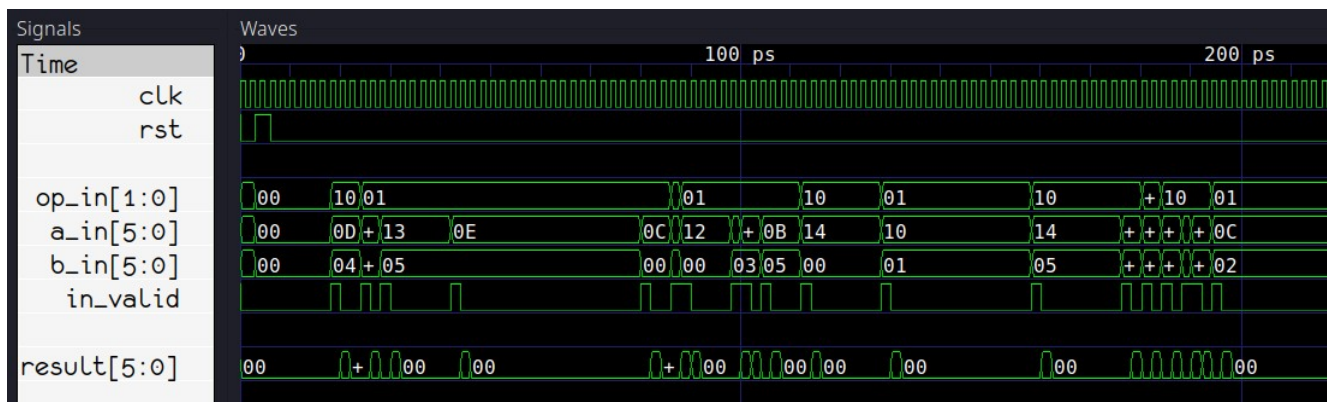 Signals Waves
Time 0 100 ps 200 ps
clk
rst
op_in[1:0] 00 10 01 01 10 01 10 + 10 01
a_in[5:0] 00 0D + 13 0E 0C 12 + 0B 14 10 14 + + + + 0C
b_in[5:0] 00 04 + 05 00 00 03 05 00 01 05 + + + + 02
in_valid
result[5:0] 00 + 00 00 + 00 00 00 00 00 00